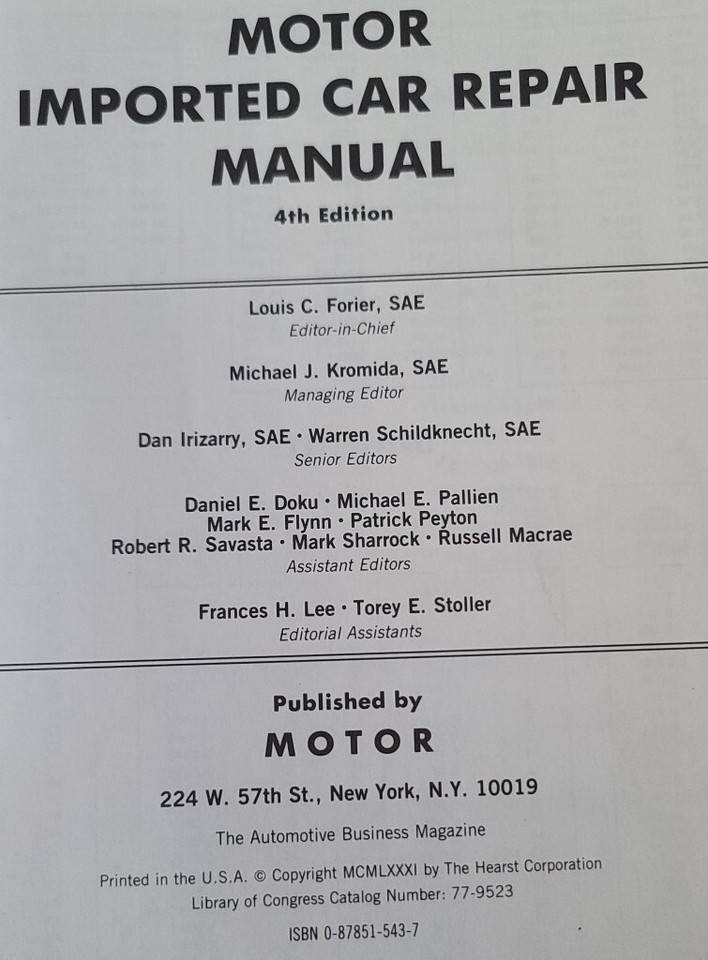 MOTOR
IMPORTED CAR REPAIR
MANUAL
4th Edition
Louis C. Forier, SAE
Editor-in-Chief
Michael J. Kromida, SAE
Managing Editor
Dan Irizarry, SAE • Warren Schildknecht, SAE
Senior Editors
Daniel E. Doku • Michael E. Pallien
Mark E. Flynn • Patrick Peyton
Robert R. Savasta • Mark Sharrock • Russell Macrae
Assistant Editors
Frances H. Lee • Torey E. Stoller
Editorial Assistants
Published by
MOTOR
224 W. 57th St., New York, N.Y. 10019
The Automotive Business Magazine
Printed in the U.S.A. © Copyright MCMLXXXI by The Hearst Corporation
Library of Congress Catalog Number: 77-9523
ISBN 0-87851-543-7